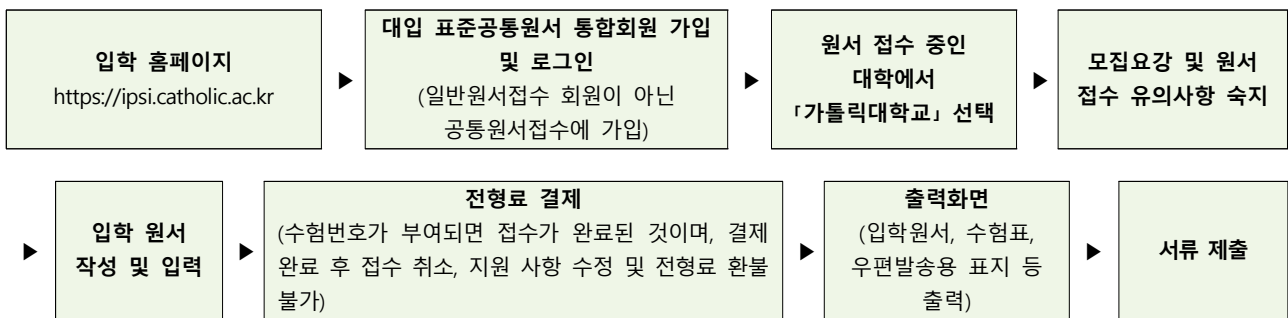 입학 홈페이지
https://ipsi.catholic.ac.kr
▶
대입 표준공통원서 통합회원 가입
및 로그인
(일반원서접수 회원이 아닌
공통원서접수에 가입)
▶
원서 접수 중인
대학에서
「가톨릭대학교」 선택
▶
모집요강 및 원서
접수 유의사항 숙지
▶
입학 원서
작성 및 입력
▶
전형료 결제
(수험번호가 부여되면 접수가 완료된 것이며, 결제
완료 후 접수 취소, 지원 사항 수정 및 전형료 환불
불가)
▶
출력화면
(입학원서, 수험표,
우편발송용 표지 등
출력)
▶
서류 제출